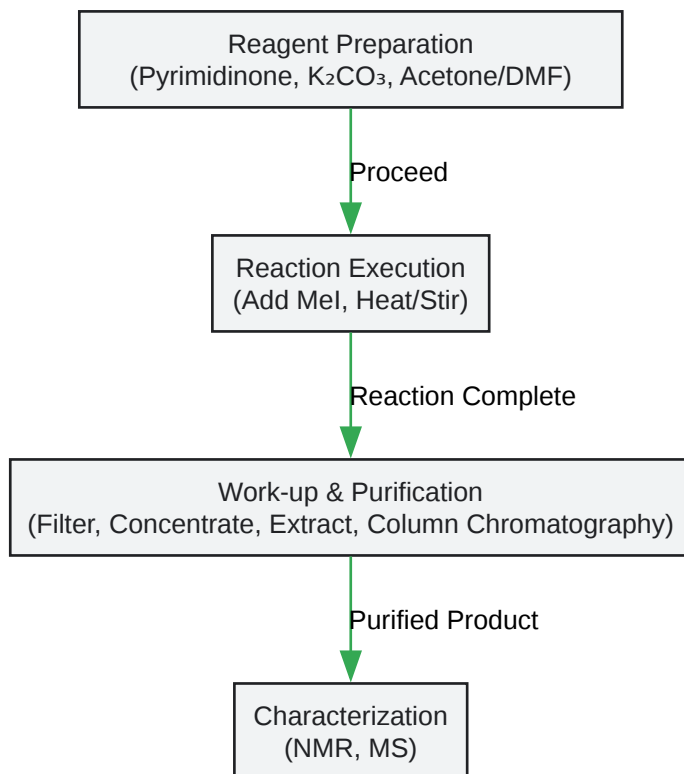 Reagent Preparation
(Pyrimidinone, K₂CO₃, Acetone/DMF)
Proceed
Reaction Execution
(Add MeI, Heat/Stir)
Reaction Complete
Work-up & Purification
(Filter, Concentrate, Extract, Column Chromatography)
Purified Product
Characterization
(NMR, MS)